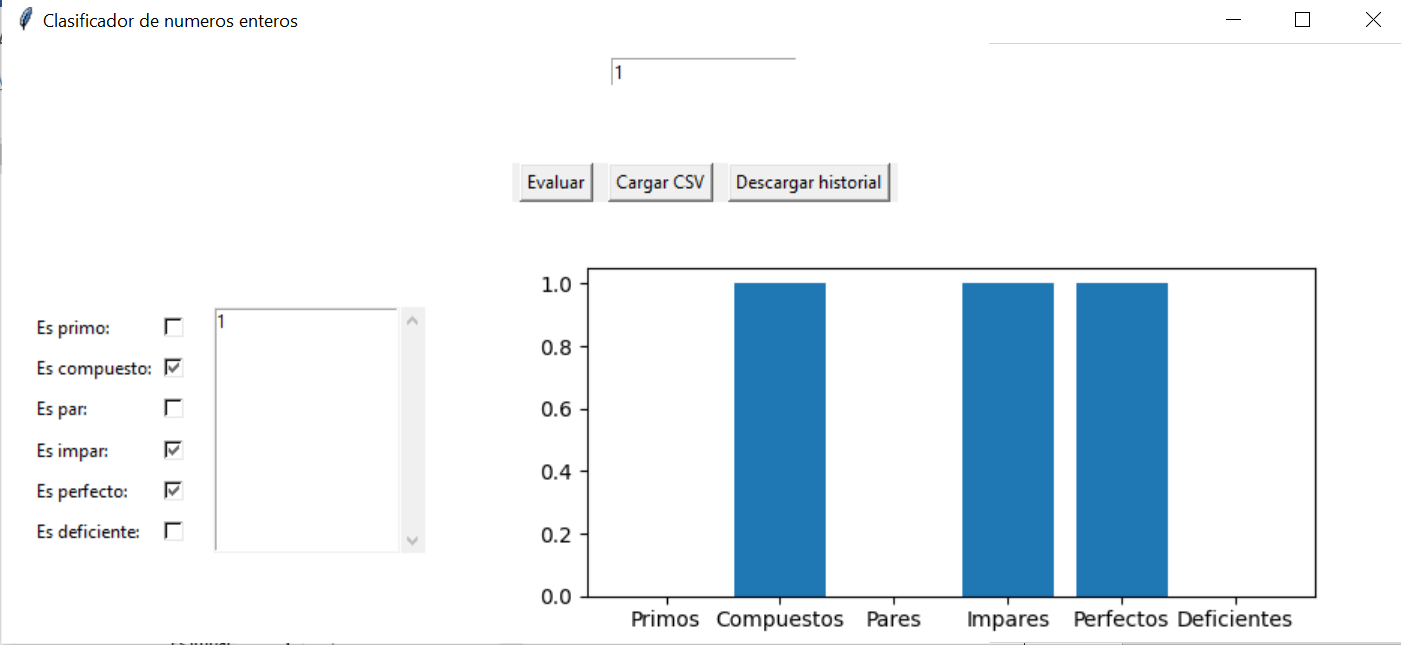 Clasificador de numeros enteros
1
Evaluar Cargar CSV Descargar historial
Es primo:
Es compuesto:
Es par:
Es impar:
Es perfecto:
Es deficiente:
1
1.0
0.8
0.6
0.4
0.2
0.0
Primos Compuestos Pares Impares Perfectos Deficientes